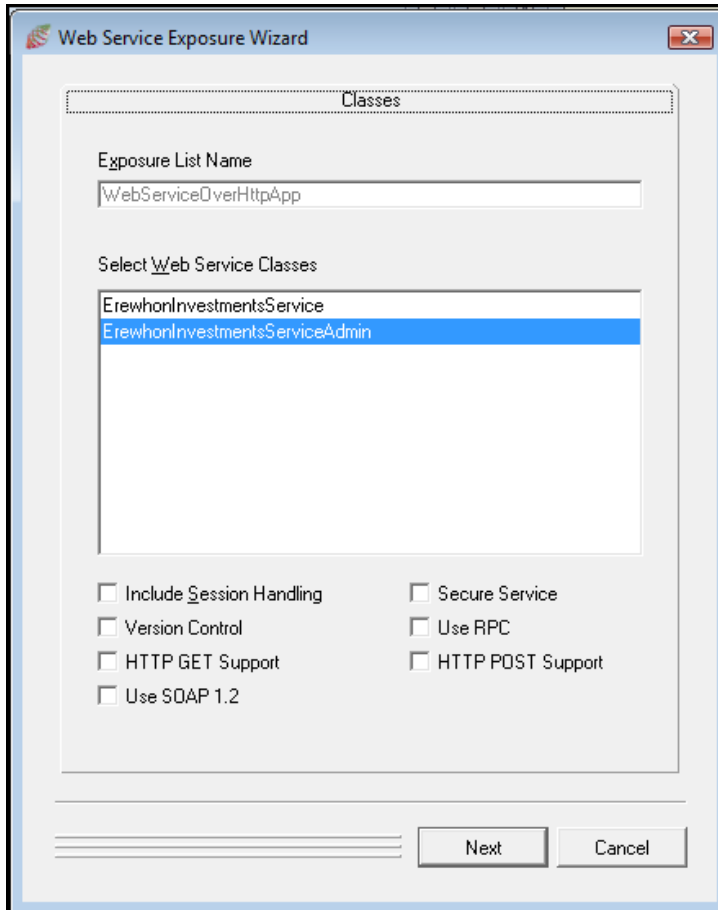 Web Service Exposure Wizard
Classes
Exposure List Name
WebServiceOverHttpApp
Select Web Service Classes
ErewhonInvestmentsService
ErewhonInvestmentsServiceAdmin
Include Session Handling
Secure Service
Version Control
Use RPC
HTTP GET Support
HTTP POST Support
Use SOAP 1.2
Next
Cancel